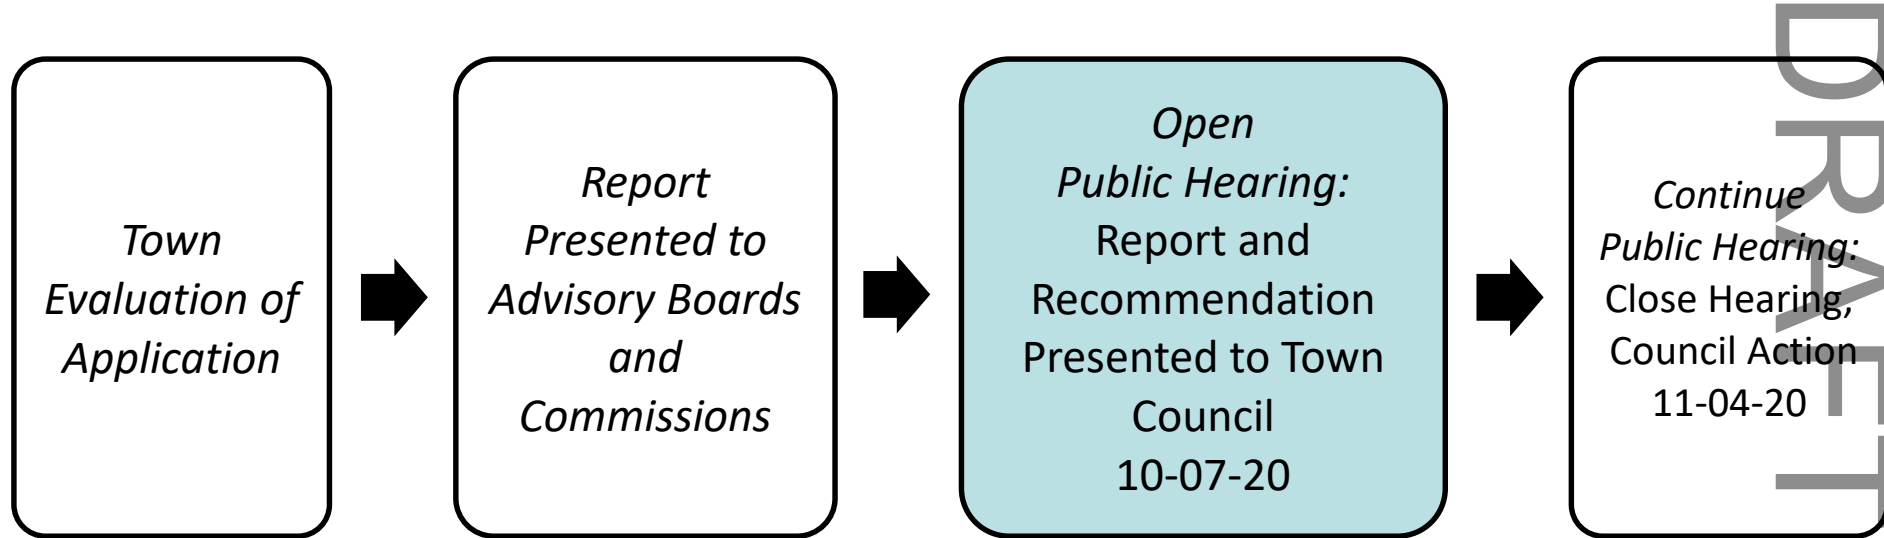 Town
Evaluation of
Application
Report
Presented to
Advisory Boards
and
Commissions
Open
Public Hearing:
Report and
Recommendation
Presented to Town
Council
10-07-20
Continue
Public Hearing:
Close Hearing,
Council Action
11-04-20
DRAFT